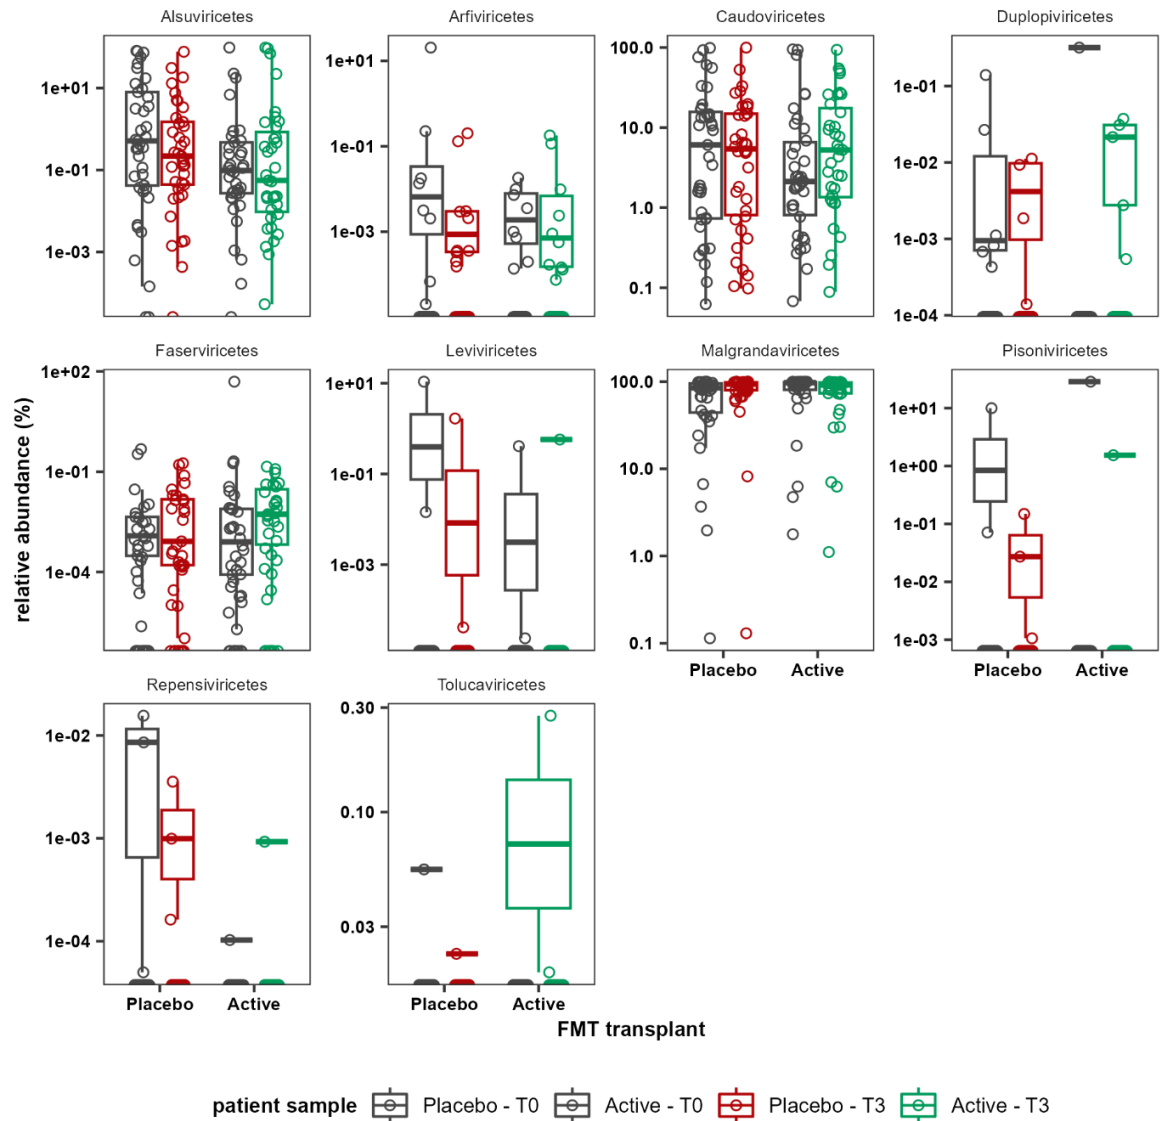 Alsuviricetes
Arfiviricetes
Caudoviricetes
Duplopiviricetes
1e+01
1e-01
1e-03
1e+01
1e-01
1e-03
100.0
10.0
1.0
0.1
1e-01
1e-02
1e-03
1e-04
Faserviricetes
Leviviricetes
Malgrandaviricetes
Pisoniviricetes
relative abundance (%)
1e+02
1e-01
1e-04
1e+01
1e-01
1e-03
100.0
10.0
1.0
0.1
1e+01
1e+00
1e-01
1e-02
1e-03
Placebo Active
Placebo Active
Repensiviricetes
Tolucaviricetes
1e-02
1e-03
1e-04
0.30
0.10
0.03
Placebo Active
Placebo Active
FMT transplant
patient sample Placebo - T0 Active - T0 Placebo - T3 Active - T3